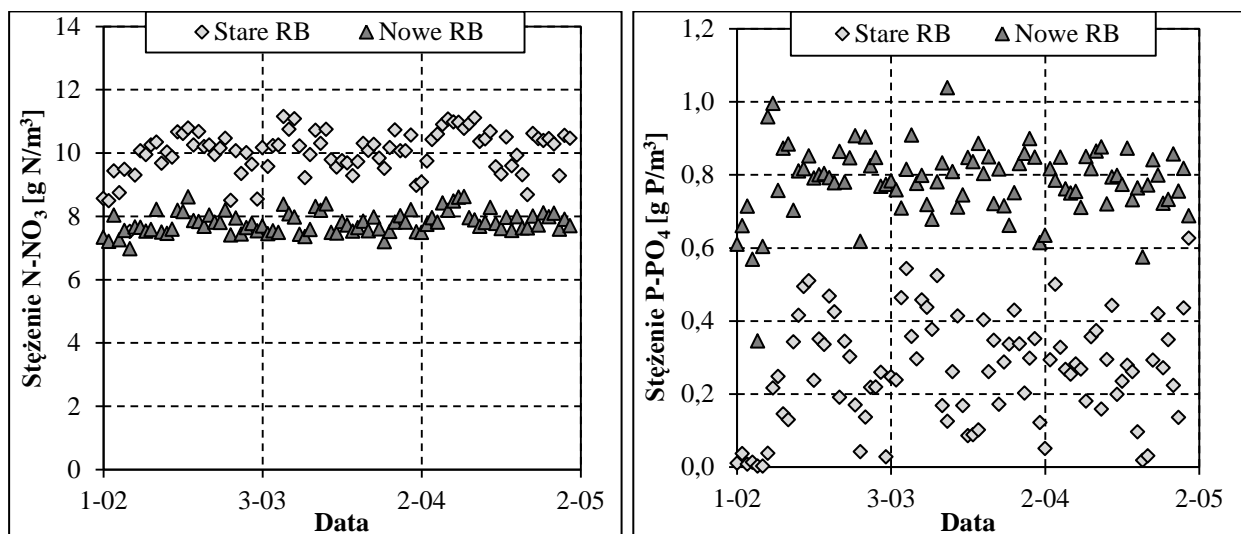 Stare RB
Nowe RB
Stężenie N-NO3 [g N/m³]
14
12
10
8
6
4
2
0
1-02
3-03
2-04
2-05
Data
Stare RB
Nowe RB
Stężenie P-PO4 [g P/m³]
1,2
1,0
0,8
0,6
0,4
0,2
0,0
1-02
3-03
2-04
2-05
Data